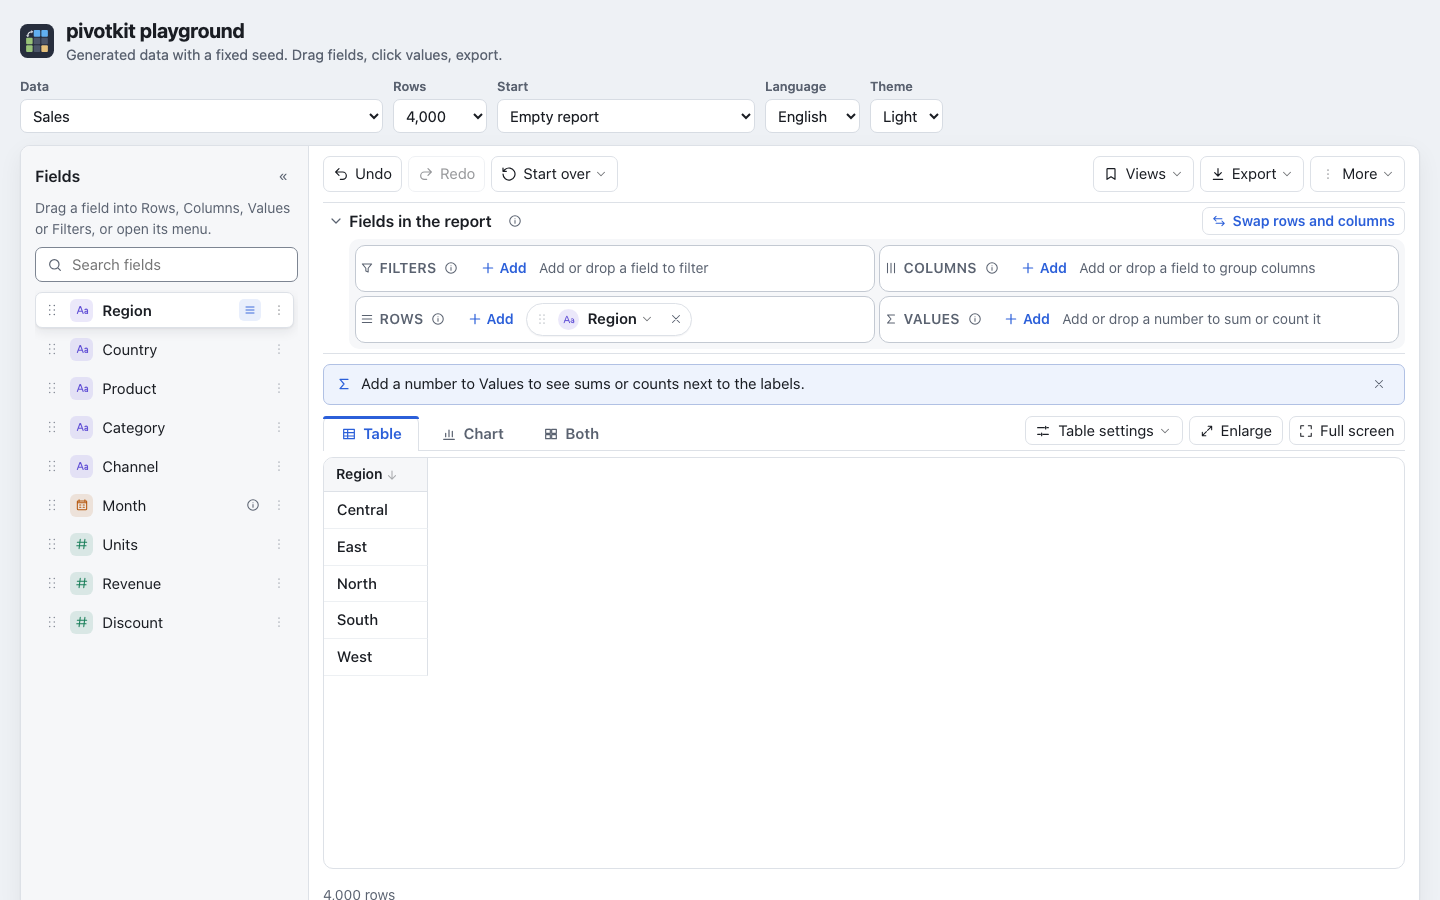 pivotkit playground
Generated data with a fixed seed. Drag fields, click values, export.
Data
Rows
Start
Language
Theme
Sales
4,000
Empty report
English
Light
Fields
«
Drag a field into Rows, Columns, Values
or Filters, or open its menu.
Search fields
Aa Region
Aa Country
Aa Product
Aa Category
Aa Channel
Month
# Units
# Revenue
# Discount
Undo
Redo
Start over
Views
Export
More
Fields in the report
Swap rows and columns
FILTERS + Add Add or drop a field to filter
COLUMNS + Add Add or drop a field to group columns
ROWS + Add Aa Region
Σ VALUES + Add Add or drop a number to sum or count it
Σ Add a number to Values to see sums or counts next to the labels.
Table
Chart
Both
Table settings
Enlarge
Full screen
Region ↓
Central
East
North
South
West
4,000 rows